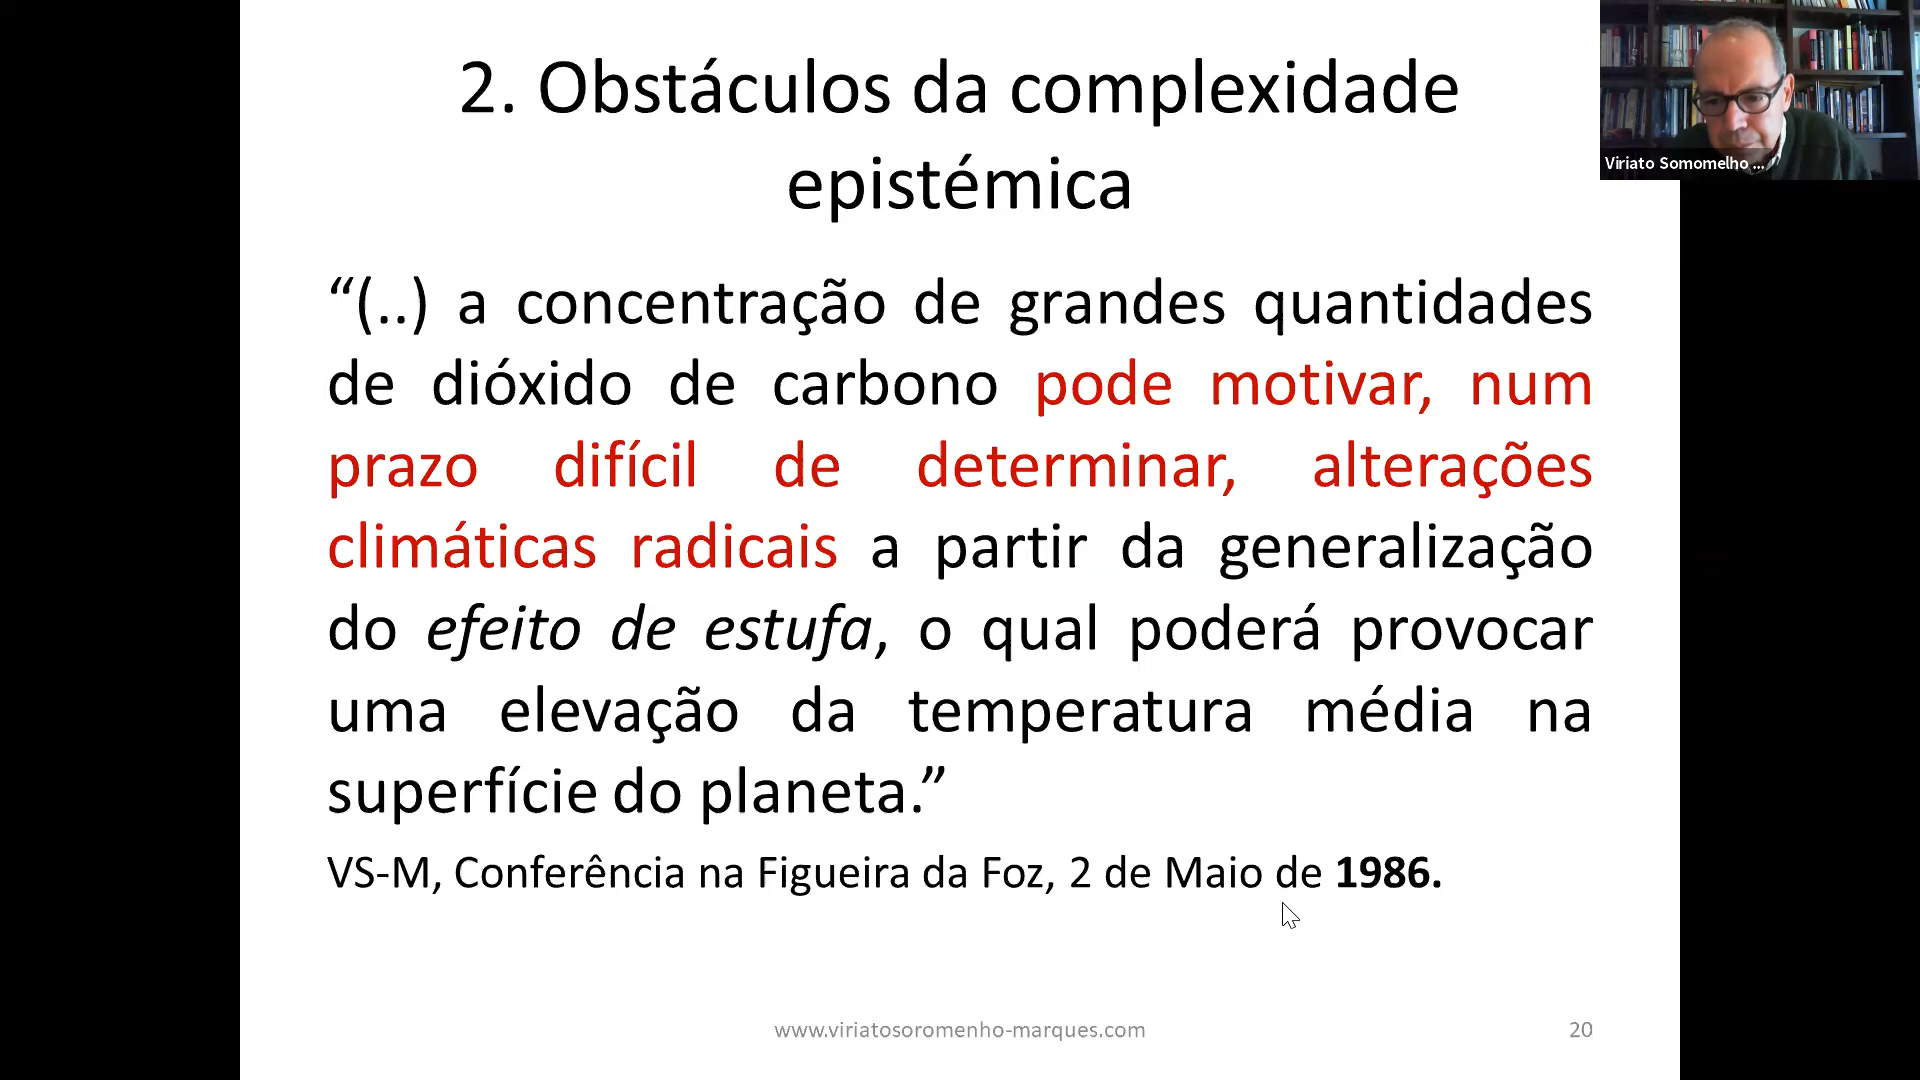 2. Obstáculos da complexidade
epistémica
“(..) a concentração de grandes quantidades
de dióxido de carbono pode motivar, num
prazo difícil de determinar, alterações
climáticas radicais a partir da generalização
do efeito de estufa, o qual poderá provocar
uma elevação da temperatura média na
superfície do planeta.”
VS-M, Conferência na Figueira da Foz, 2 de Maio de 1986.
www.viriatosoromenho-marques.com
20
Viriato Somomelho ...